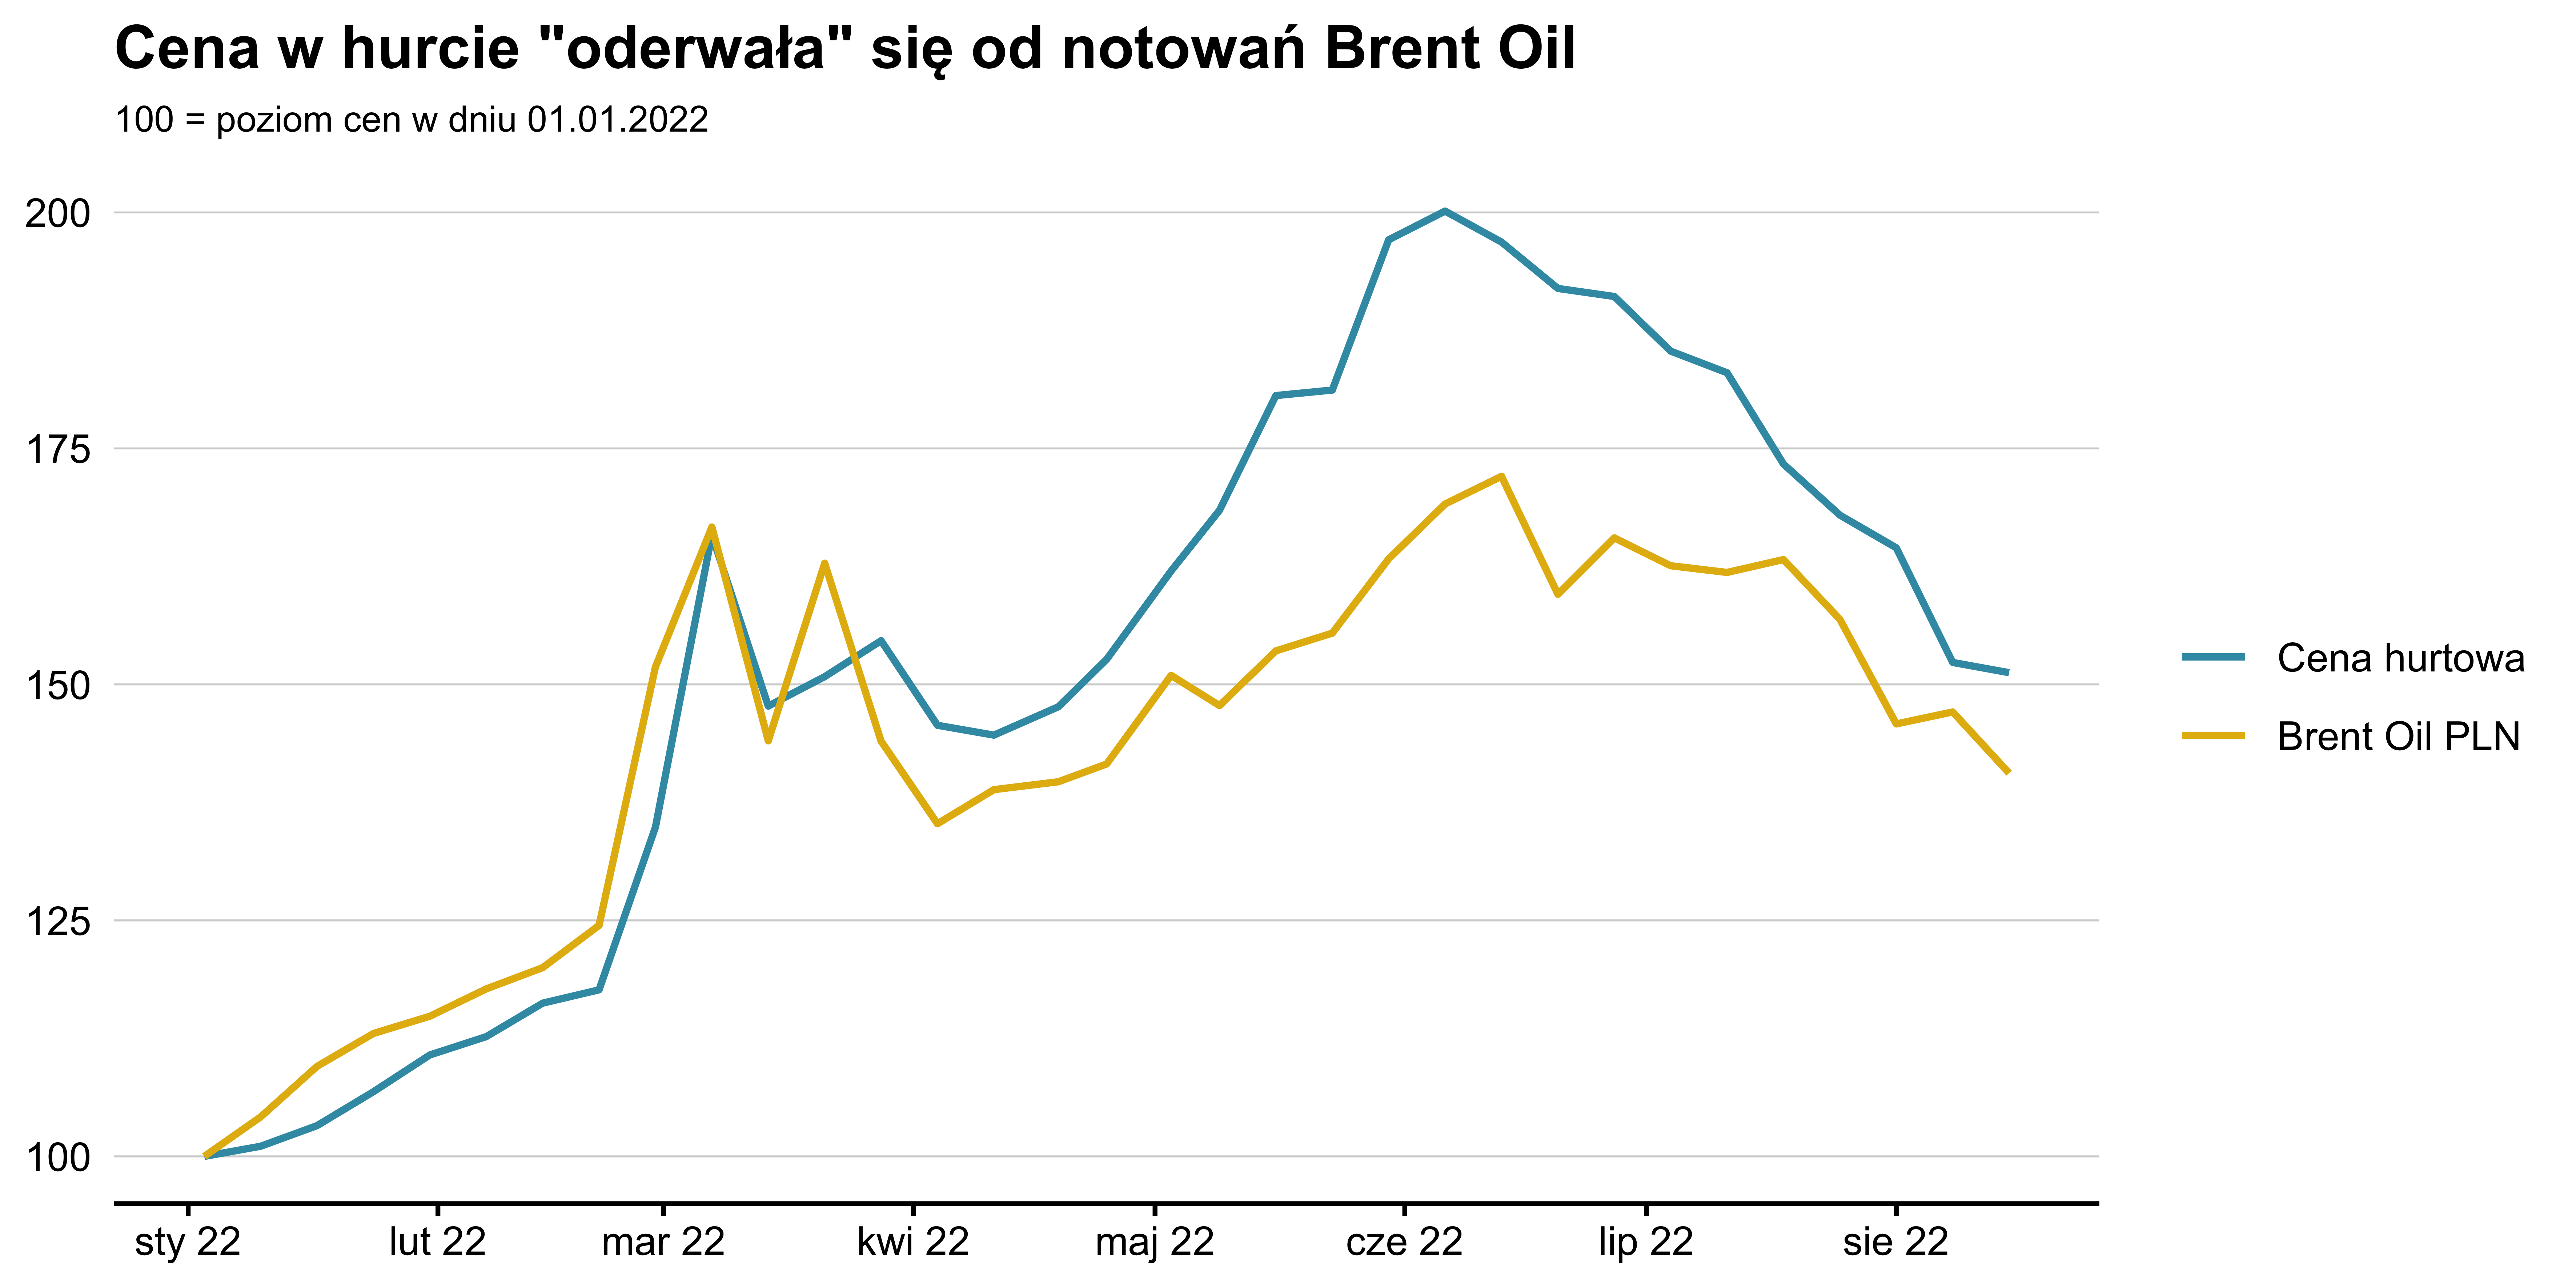 Cena w hurcie "oderwała" się od notowań Brent Oil
100 = poziom cen w dniu 01.01.2022
200
175
150
125
100
sty 22
lut 22
mar 22
kwi 22
maj 22
cze 22
lip 22
sie 22
Cena hurtowa
Brent Oil PLN